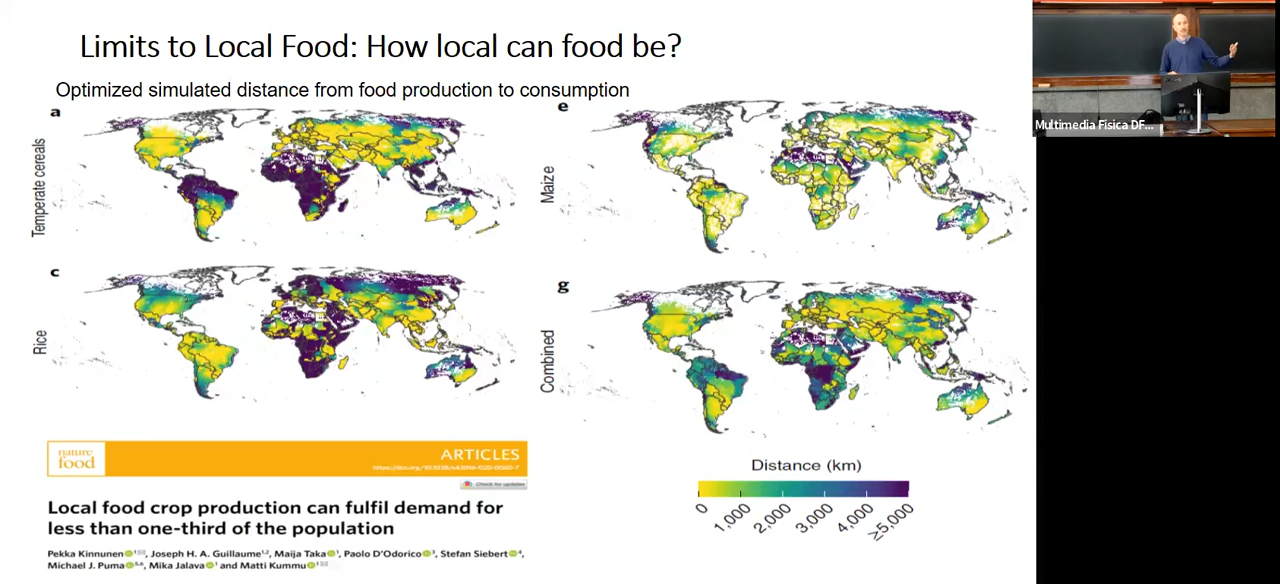 Limits to Local Food: How local can food be?
Optimized simulated distance from food production to consumption
a
Temperate cereals
e
Maize
c
Rice
g
Combined
nature
food
ARTICLES
Check for updates
Local food crop production can fulfil demand for
less than one-third of the population
Pekka Kinnunen, Joseph H. A. Guillaume, Maija Taka, Paolo D'Odorico, Stefan Siebert,
Michael J. Puma, Mika Jalava and Matti Kummu
Distance (km)
0
1,000
2,000
3,000
4,000
≥5,000
Multimedia Fisica DF...